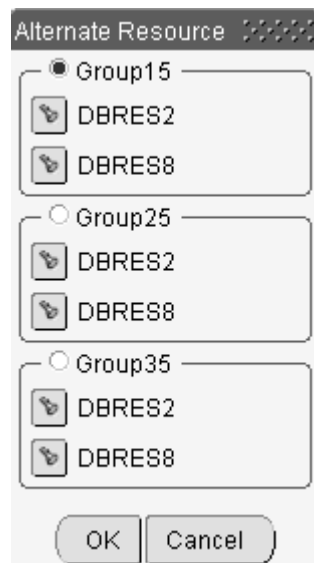 Alternate Resource
Group15
DBRES2
DBRES8
Group25
DBRES2
DBRES8
Group35
DBRES2
DBRES8
OK Cancel